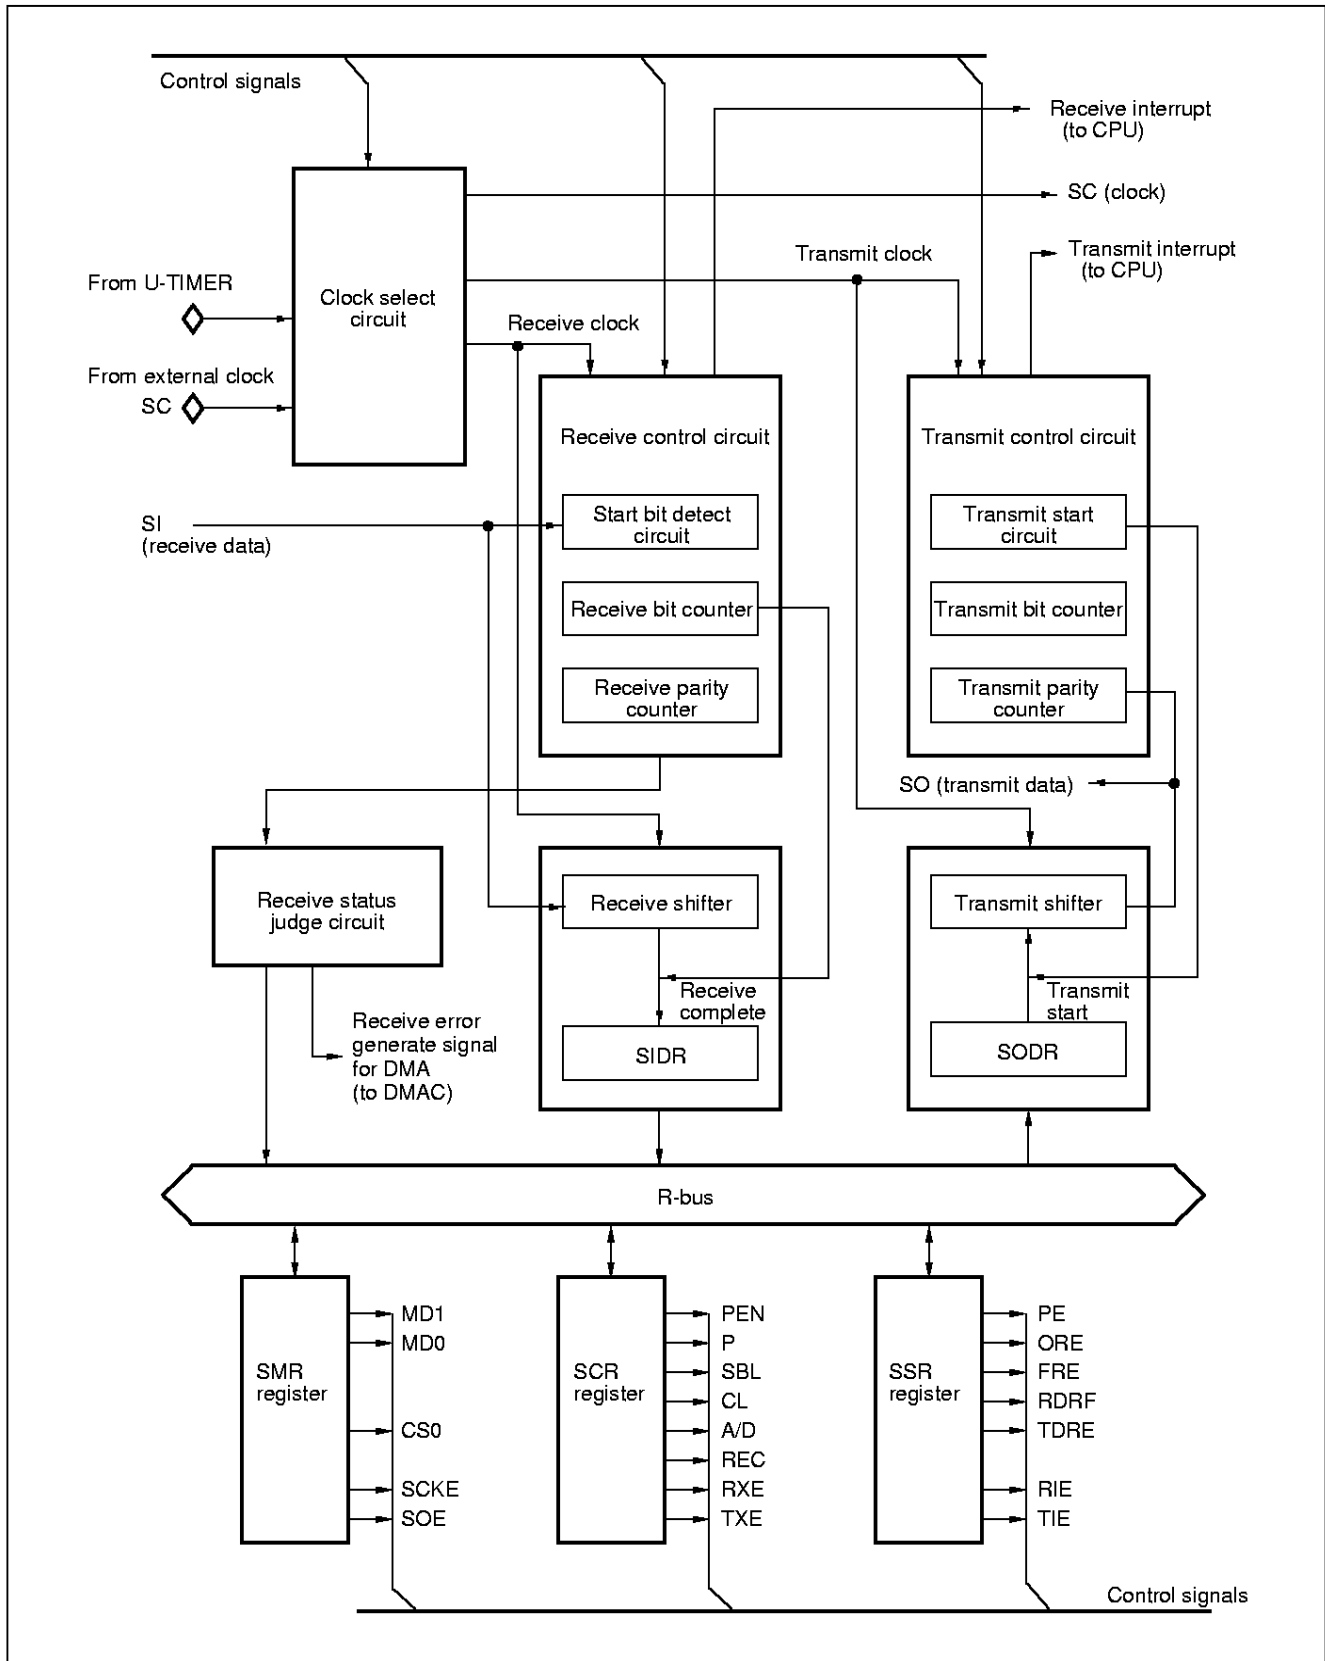 Control signals
Receive interrupt
(to CPU)
SC (clock)
Transmit clock
Transmit interrupt
(to CPU)
From U-TIMER
Clock select
circuit
Receive clock
From external clock
SC
Receive control circuit
Transmit control circuit
SI
(receive data)
Start bit detect
circuit
Transmit start
circuit
Receive bit counter
Transmit bit counter
Receive parity
counter
Transmit parity
counter
SO (transmit data)
Receive status
judge circuit
Receive shifter
Transmit shifter
Receive
complete
Transmit
start
Receive error
generate signal
for DMA
(to DMAC)
SIDR
SODR
R-bus
SMR
register
MD1
MD0
CS0
SCKE
SOE
SCR
register
PEN
P
SBL
CL
A/D
REC
RXE
TXE
SSR
register
PE
ORE
FRE
RDRF
TDRE
RIE
TIE
Control signals